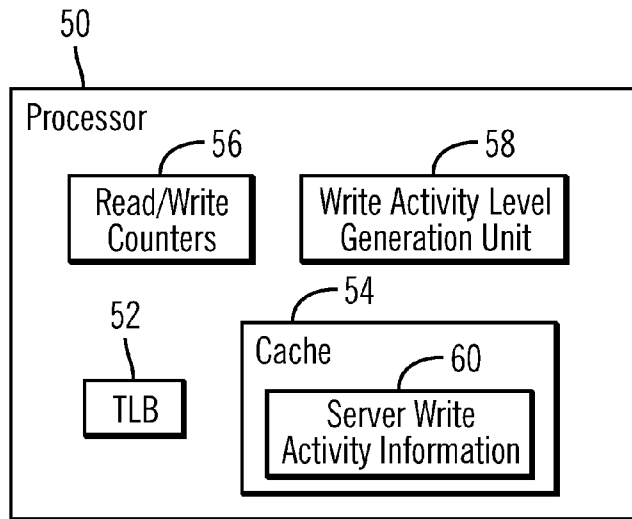 50
Processor
56
58
Read/Write
Counters
Write Activity Level
Generation Unit
54
52
Cache
60
TLB
Server Write
Activity Information